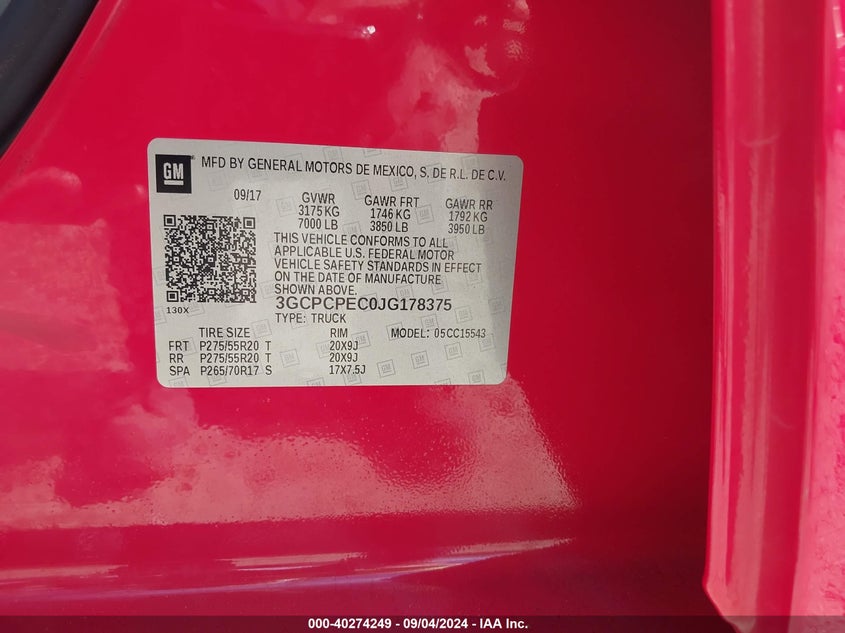 GM MFD BY GENERAL MOTORS DE MEXICO, S. DE R.L. DE C.V.
09/17 GVWR GAWR FRT GAWR RR
3175 KG 1746 KG 1792 KG
7000 LB 3850 LB 3950 LB
THIS VEHICLE CONFORMS TO ALL
APPLICABLE U.S. FEDERAL MOTOR
VEHICLE SAFETY STANDARDS IN EFFECT
ON THE DATE OF MANUFACTURE
SHOWN ABOVE.
3GCPCPEC0JG178375
130X
TYPE: TRUCK
TIRE SIZE RIM MODEL: 05CC15543
FRT P275/55R20 T 20X9J
RR P275/55R20 T 20X9J
SPA P265/70R17 S 17X7.5J
000-40274249 - 09/04/2024 - IAA Inc.